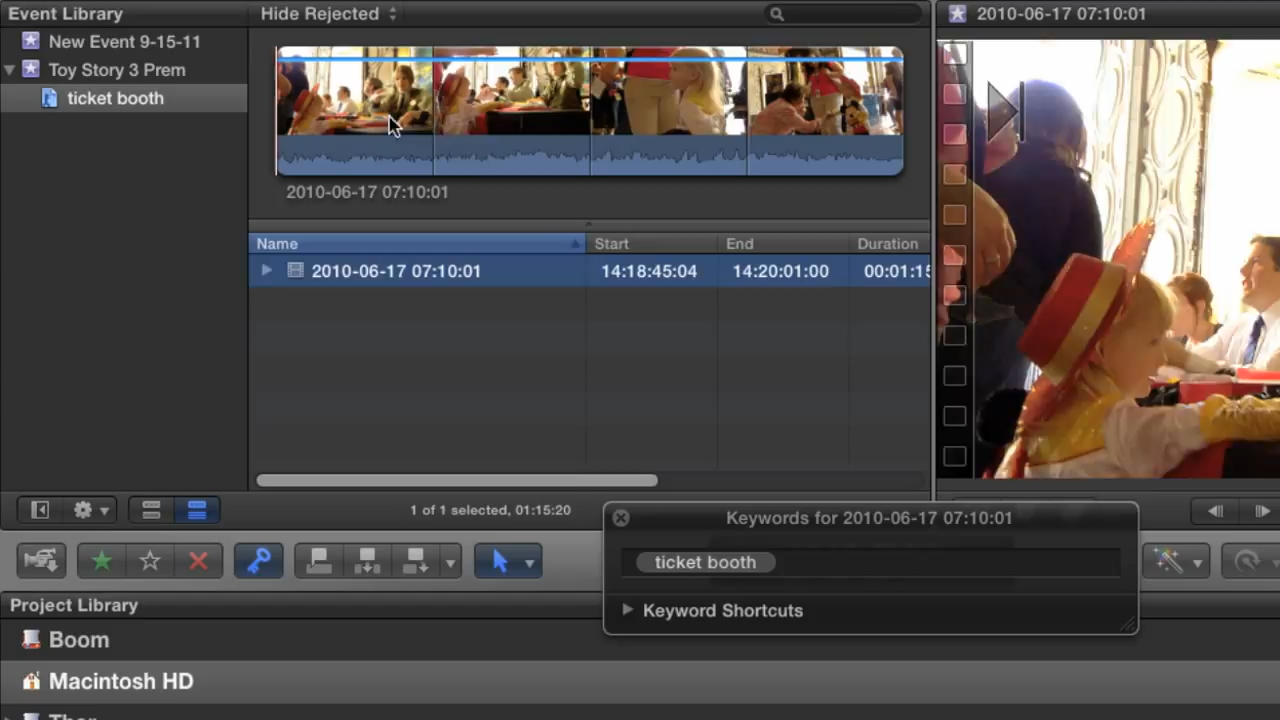 Event Library
Hide Rejected
2010-06-17 07:10:01
New Event 9-15-11
Toy Story 3 Prem
ticket booth
2010-06-17 07:10:01
Name Start End Duration
2010-06-17 07:10:01 14:18:45:04 14:20:01:00 00:01:15
1 of 1 selected, 01:15:20
Keywords for 2010-06-17 07:10:01
ticket booth
Keyword Shortcuts
Project Library
Boom
Macintosh HD